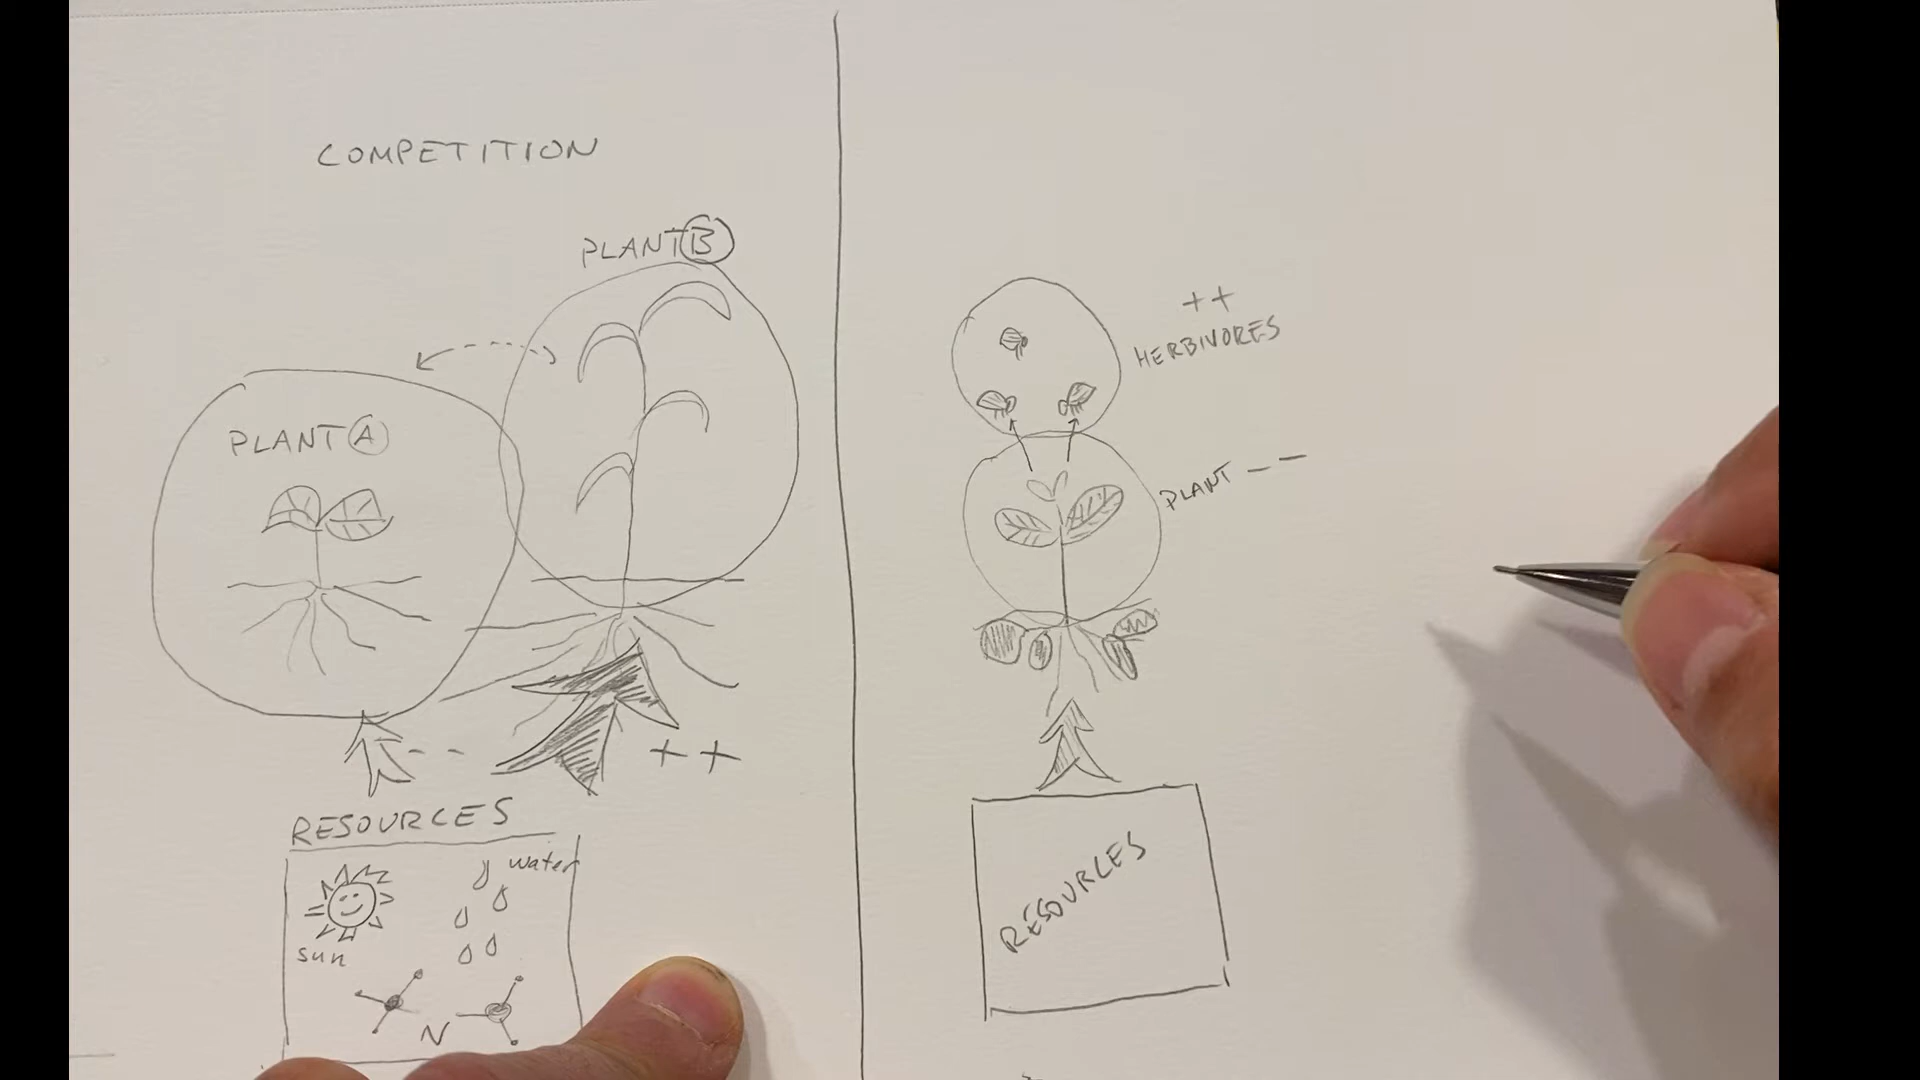 COMPETITION
PLANT B
PLANT A
- -
+ +
RESOURCES
sun
water
N
+ +
HERBIVORES
PLANT - -
RESOURCES